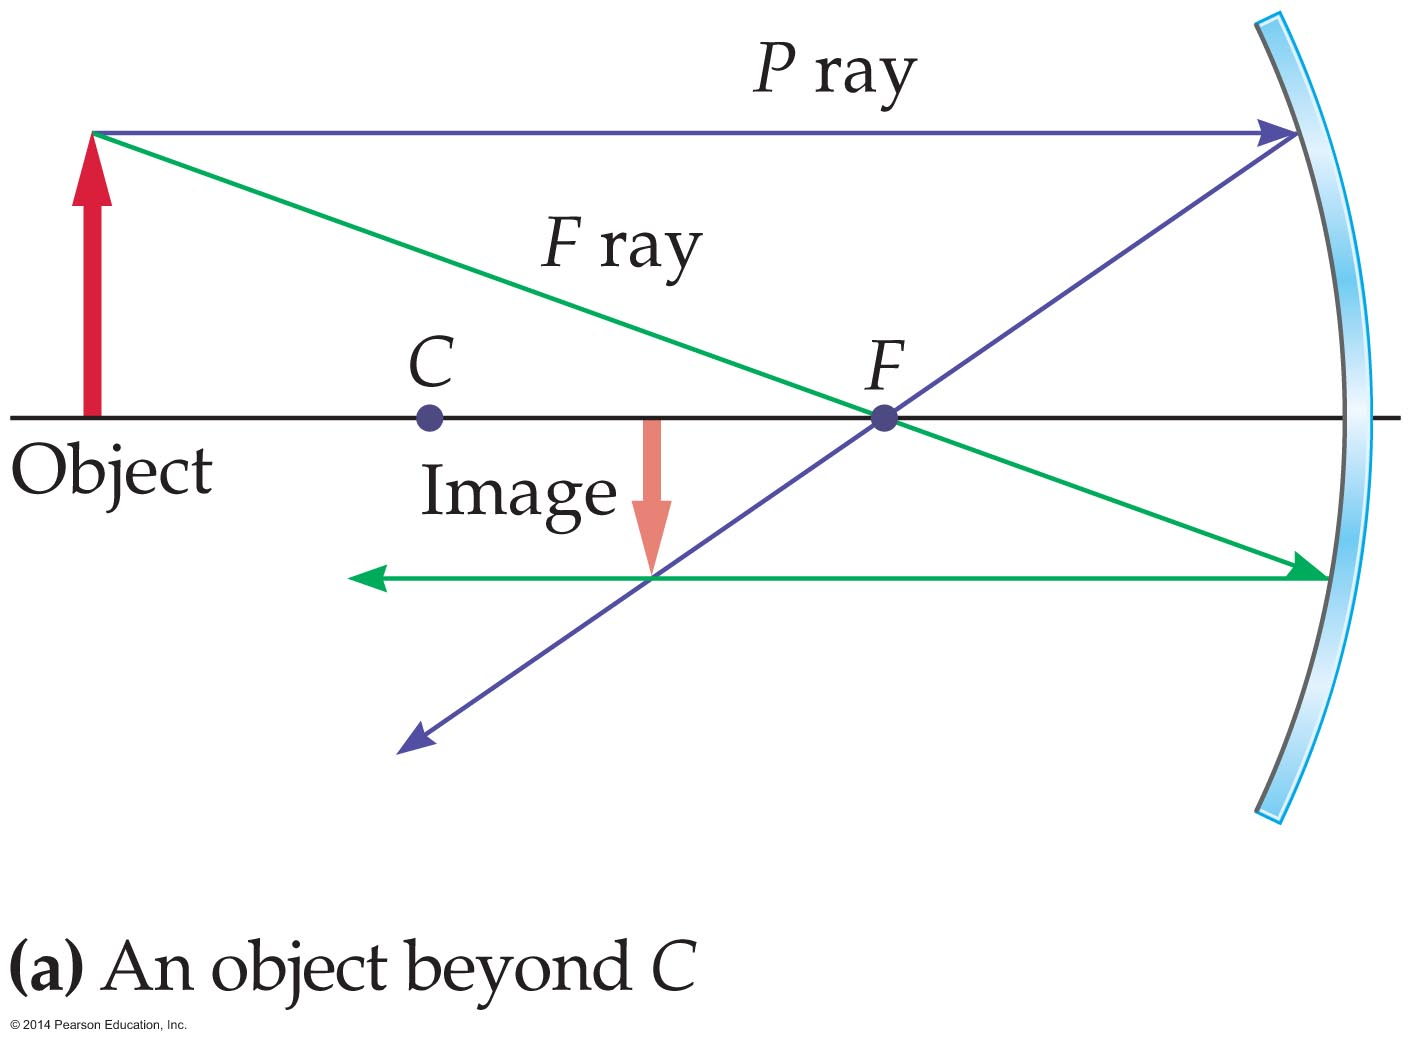 P ray
F ray
C
F
Object
Image
(a) An object beyond C
© 2014 Pearson Education, Inc.